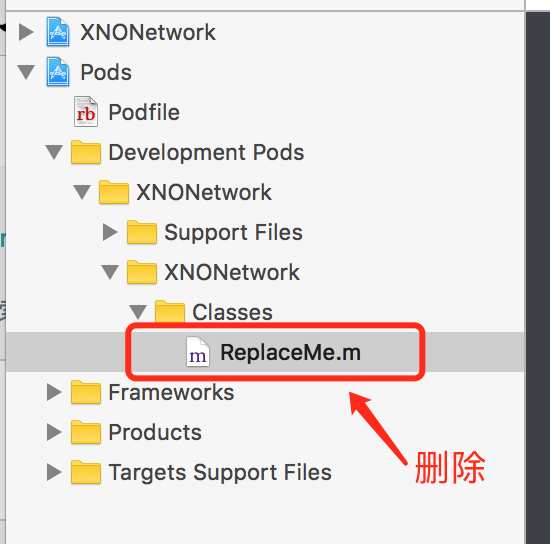 XNONetwork
Pods
rb Podfile
Development Pods
XNONetwork
Support Files
XNONetwork
Classes
m ReplaceMe.m
Frameworks
Products
删除
Targets Support Files